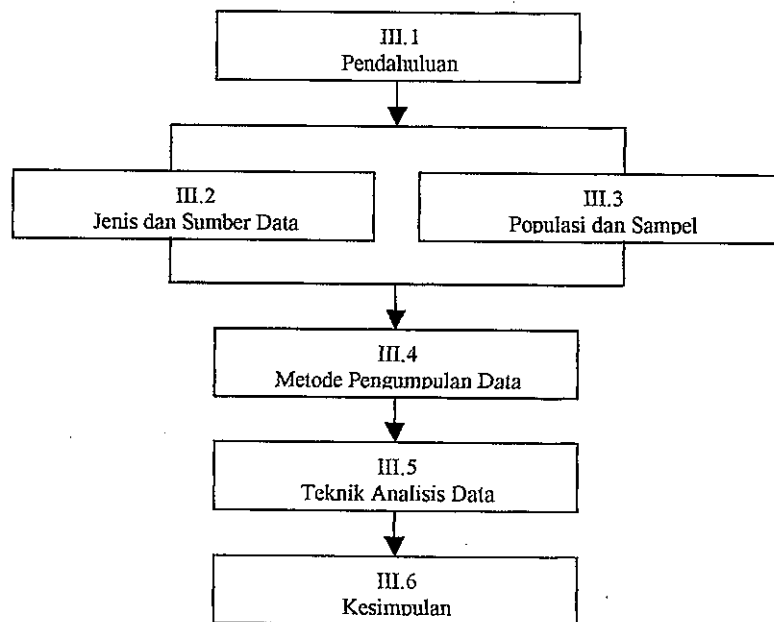 III.1
Pendahuluan
III.2
Jenis dan Sumber Data
III.3
Populasi dan Sampel
III.4
Metode Pengumpulan Data
III.5
Teknik Analisis Data
III.6
Kesimpulan